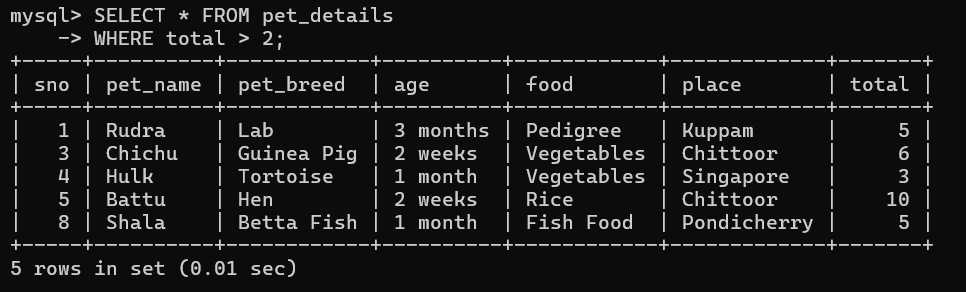 mysql> SELECT * FROM pet_details
    -> WHERE total > 2;
+-----+----------+------------+----------+------------+-------------+-------+
| sno | pet_name | pet_breed  | age      | food       | place       | total |
+-----+----------+------------+----------+------------+-------------+-------+
|   1 | Rudra    | Lab        | 3 months | Pedigree   | Kuppam      |     5 |
|   3 | Chichu   | Guinea Pig | 2 weeks  | Vegetables | Chittoor    |     6 |
|   4 | Hulk     | Tortoise   | 1 month  | Vegetables | Singapore   |     3 |
|   5 | Battu    | Hen        | 2 weeks  | Rice       | Chittoor    |    10 |
|   8 | Shala    | Betta Fish | 1 month  | Fish Food  | Pondicherry |     5 |
+-----+----------+------------+----------+------------+-------------+-------+
5 rows in set (0.01 sec)